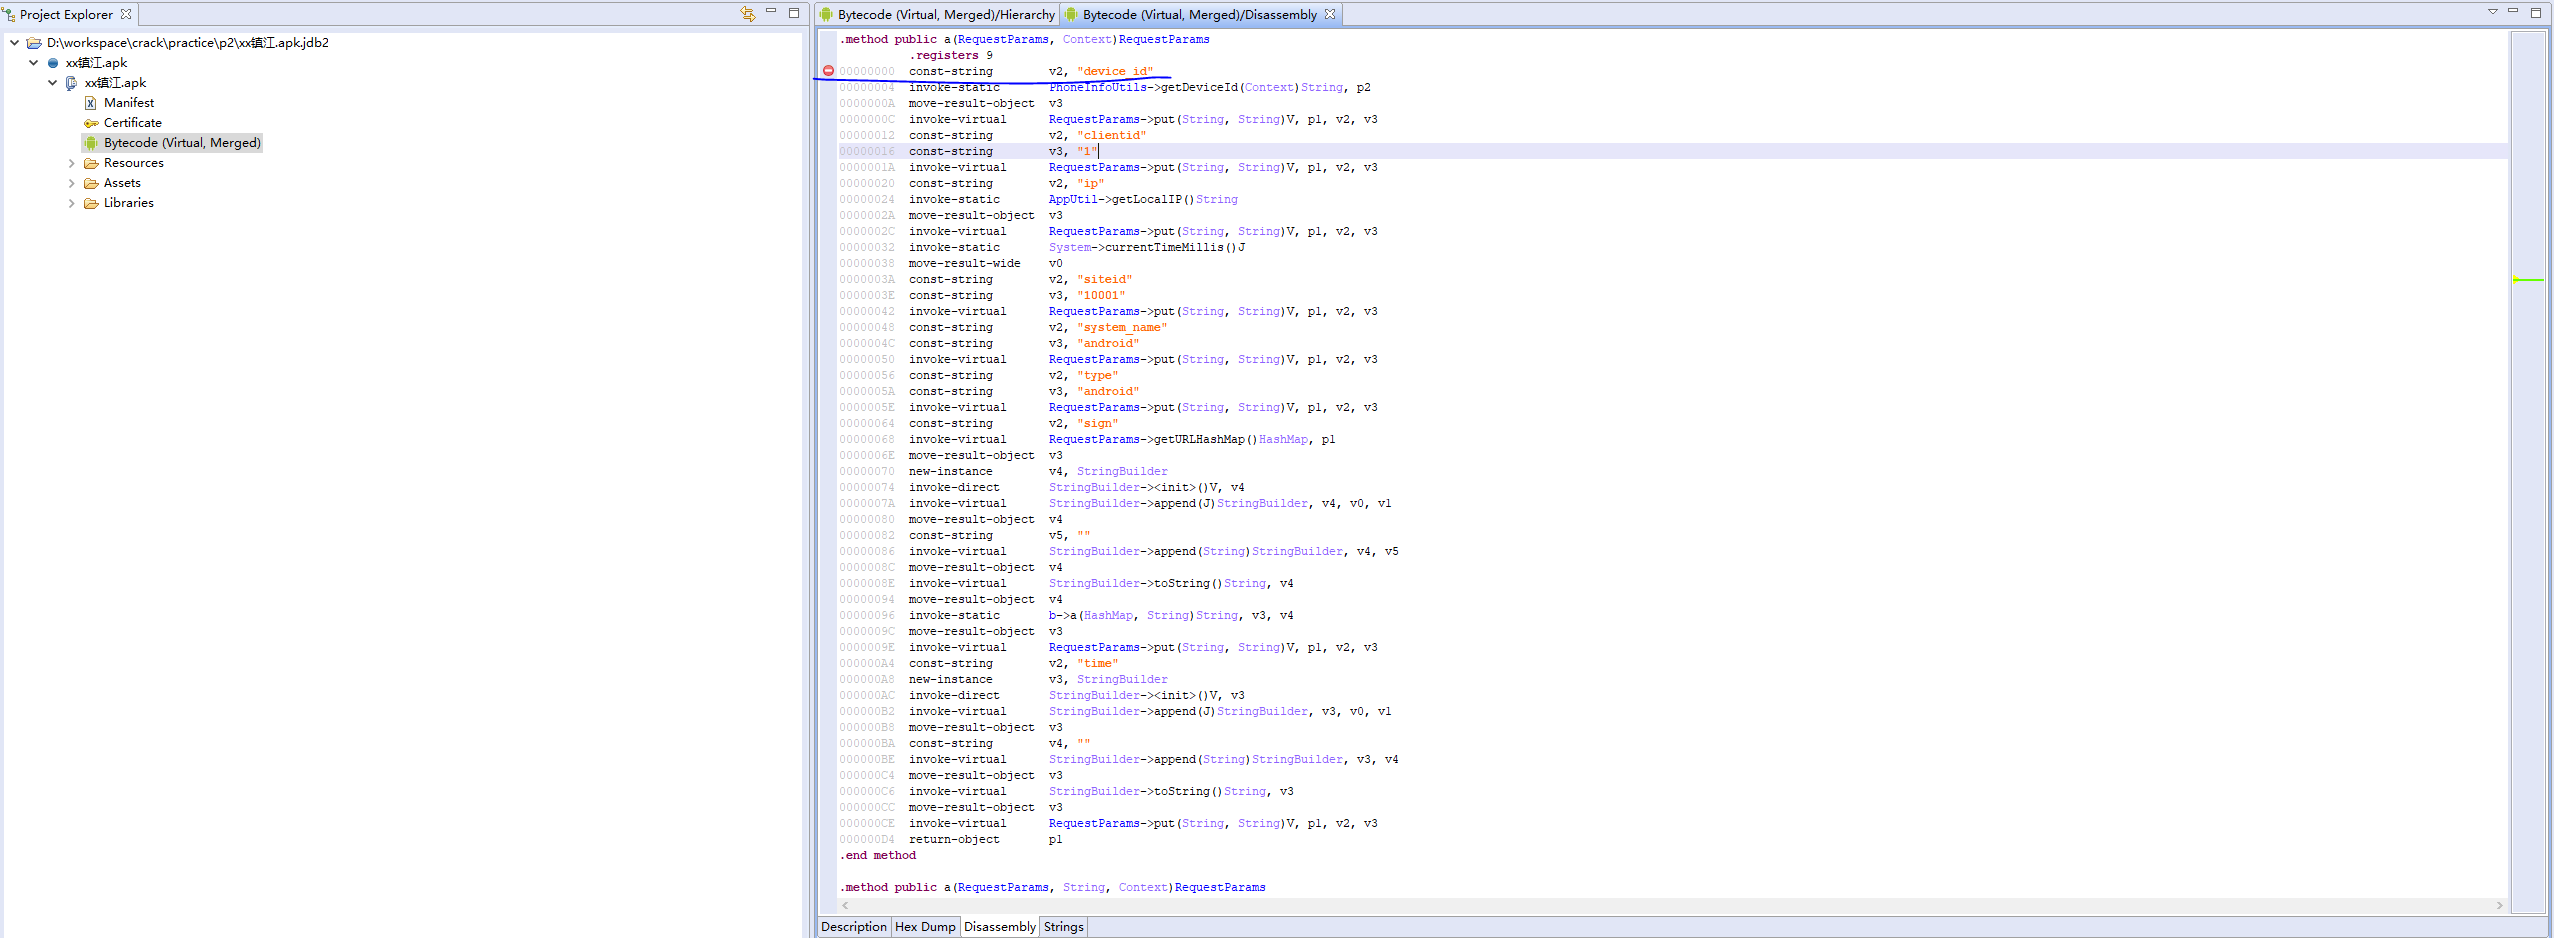 Project Explorer
D:\workspace\crack\practice\p2\xx镇江.apk.jdb2
xx镇江.apk
xx镇江.apk
Manifest
Certificate
Bytecode (Virtual, Merged)
Resources
Assets
Libraries
Bytecode (Virtual, Merged)/Hierarchy Bytecode (Virtual, Merged)/Disassembly
.method public a(RequestParams, Context)RequestParams
.registers 9
00000000 const-string v2, "device_id"
00000004 invoke-static PhoneInfoUtils->getDeviceId(Context)String, p2
0000000A move-result-object v3
0000000C invoke-virtual RequestParams->put(String, String)V, p1, v2, v3
00000012 const-string v2, "clientid"
00000016 const-string v3, "1"
0000001A invoke-virtual RequestParams->put(String, String)V, p1, v2, v3
00000020 const-string v2, "ip"
00000024 invoke-static AppUtil->getLocalIP()String
0000002A move-result-object v3
0000002C invoke-virtual RequestParams->put(String, String)V, p1, v2, v3
00000032 invoke-static System->currentTimeMillis()J
00000038 move-result-wide v0
0000003A const-string v2, "siteid"
0000003E const-string v3, "10001"
00000042 invoke-virtual RequestParams->put(String, String)V, p1, v2, v3
00000048 const-string v2, "system_name"
0000004C const-string v3, "android"
00000050 invoke-virtual RequestParams->put(String, String)V, p1, v2, v3
00000056 const-string v2, "type"
0000005A const-string v3, "android"
0000005E invoke-virtual RequestParams->put(String, String)V, p1, v2, v3
00000064 const-string v2, "sign"
00000068 invoke-virtual RequestParams->getURLHashMap()HashMap, p1
0000006E move-result-object v3
00000070 new-instance v4, StringBuilder
00000074 invoke-direct StringBuilder-><init>()V, v4
0000007A invoke-virtual StringBuilder->append(J)StringBuilder, v4, v0, v1
00000080 move-result-object v4
00000082 const-string v5, ""
00000086 invoke-virtual StringBuilder->append(String)StringBuilder, v4, v5
0000008C move-result-object v4
0000008E invoke-virtual StringBuilder->toString()String, v4
00000094 move-result-object v4
00000096 invoke-static b->a(HashMap, String)String, v3, v4
0000009C move-result-object v3
0000009E invoke-virtual RequestParams->put(String, String)V, p1, v2, v3
000000A4 const-string v2, "time"
000000A8 new-instance v3, StringBuilder
000000AC invoke-direct StringBuilder-><init>()V, v3
000000B2 invoke-virtual StringBuilder->append(J)StringBuilder, v3, v0, v1
000000B8 move-result-object v3
000000BA const-string v4, ""
000000BE invoke-virtual StringBuilder->append(String)StringBuilder, v3, v4
000000C4 move-result-object v3
000000C6 invoke-virtual StringBuilder->toString()String, v3
000000CC move-result-object v3
000000CE invoke-virtual RequestParams->put(String, String)V, p1, v2, v3
000000D4 return-object p1
.end method
.method public a(RequestParams, String, Context)RequestParams
Description Hex Dump Disassembly Strings